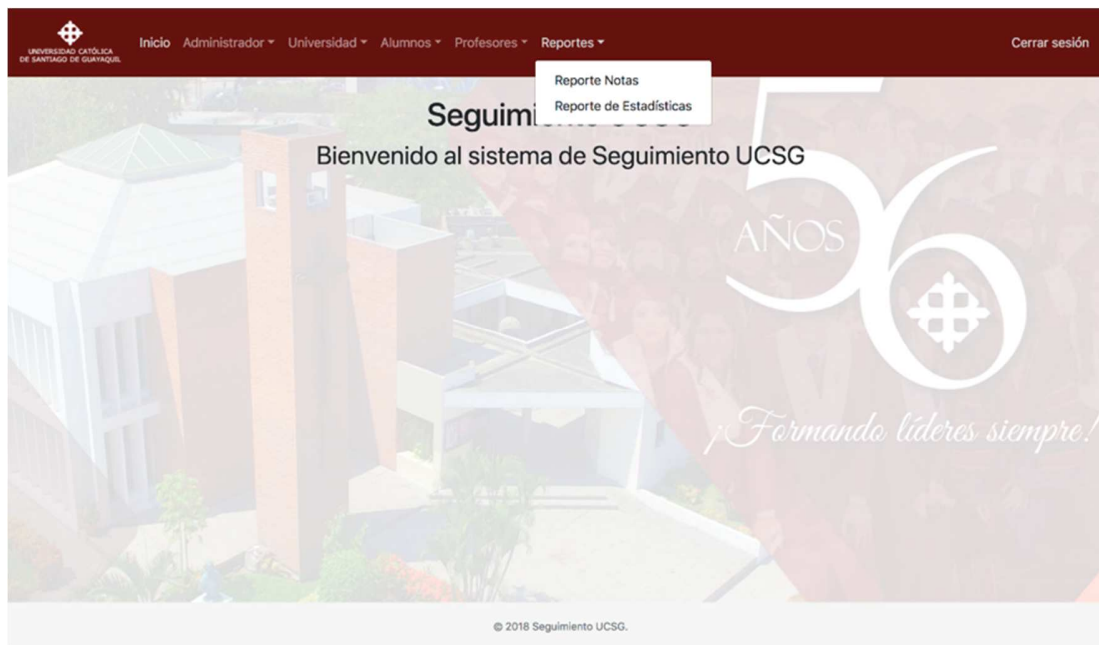 UNIVERSIDAD CATÓLICA
DE SANTIAGO DE GUAYAQUIL
Inicio Administrador Universidad Alumnos Profesores Reportes Cerrar sesión
Reporte Notas
Reporte de Estadísticas
Seguim
Bienvenido al sistema de Seguimiento UCSG
56
AÑOS
¡Formando líderes siempre!
© 2018 Seguimiento UCSG.